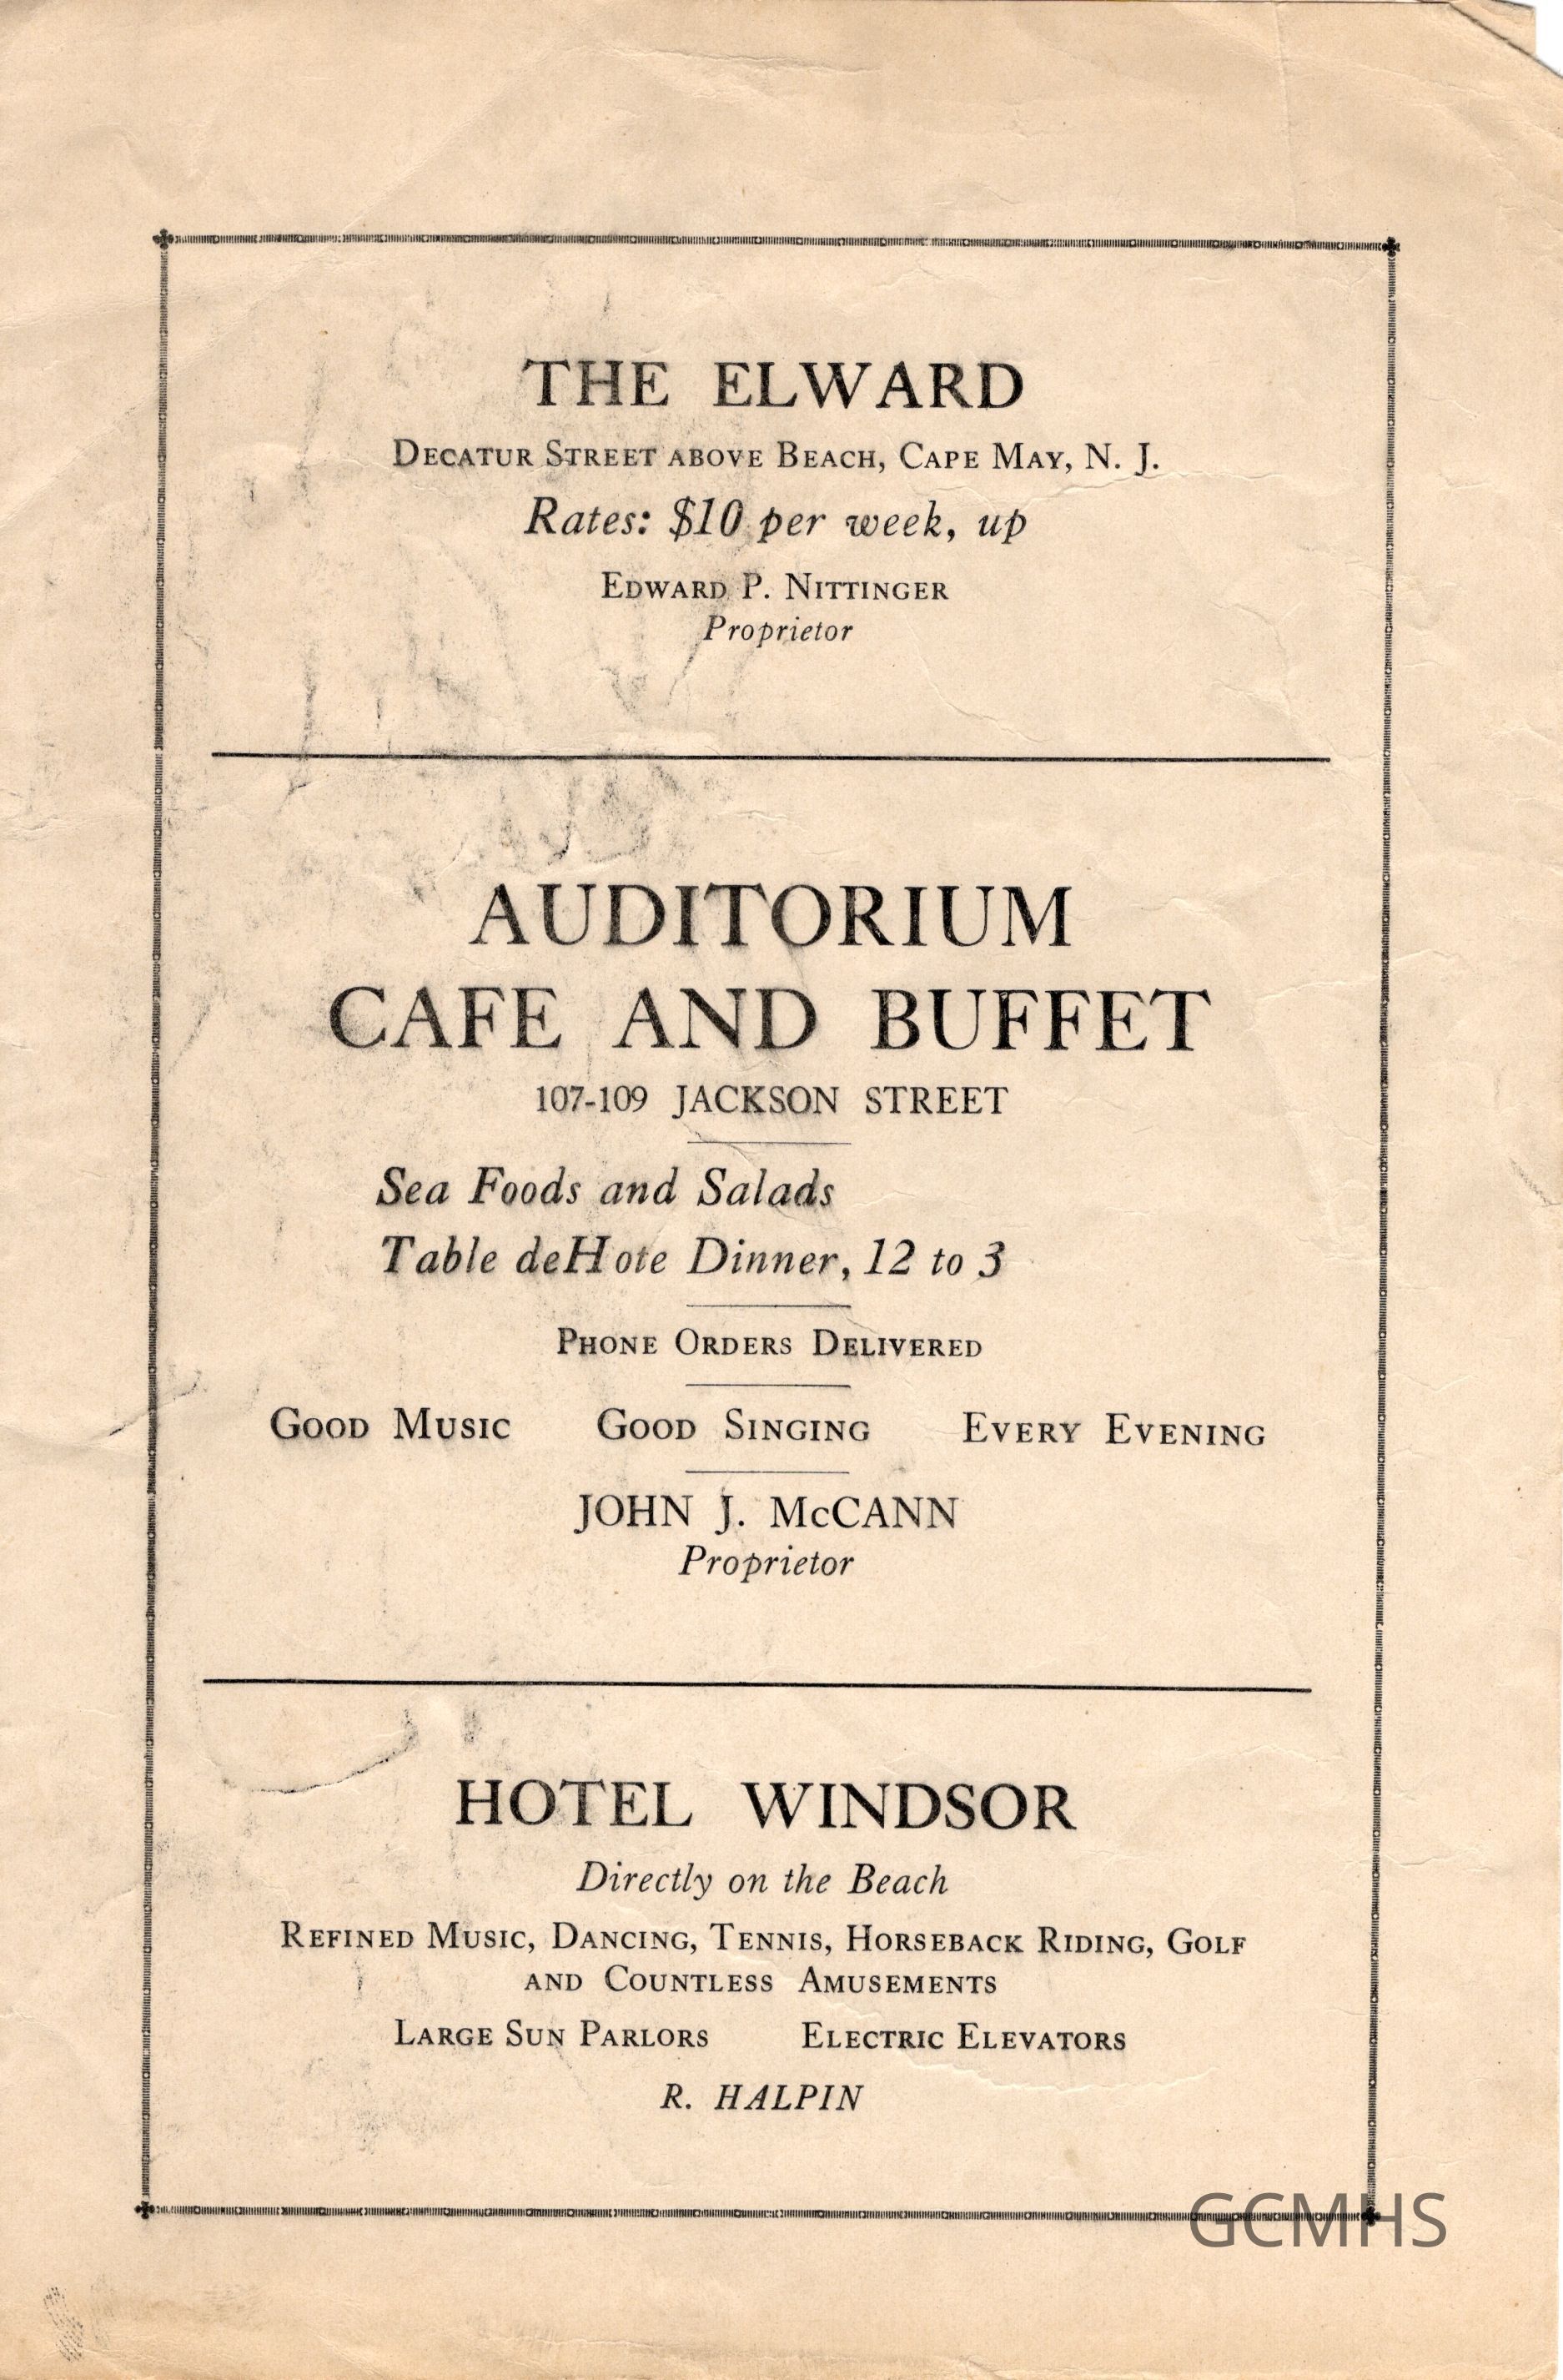 THE ELWARD
DECATUR STREET ABOVE BEACH, CAPE MAY, N. J.
Rates: $10 per week, up
EDWARD P. NITTINGER
Proprietor
AUDITORIUM
CAFE AND BUFFET
107-109 JACKSON STREET
Sea Foods and Salads
Table deHote Dinner, 12 to 3
PHONE ORDERS DELIVERED
GOOD MUSIC GOOD SINGING EVERY EVENING
JOHN J. McCANN
Proprietor
HOTEL WINDSOR
Directly on the Beach
REFINED MUSIC, DANCING, TENNIS, HORSEBACK RIDING, GOLF
AND COUNTLESS AMUSEMENTS
LARGE SUN PARLORS ELECTRIC ELEVATORS
R. HALPIN
GCMHS